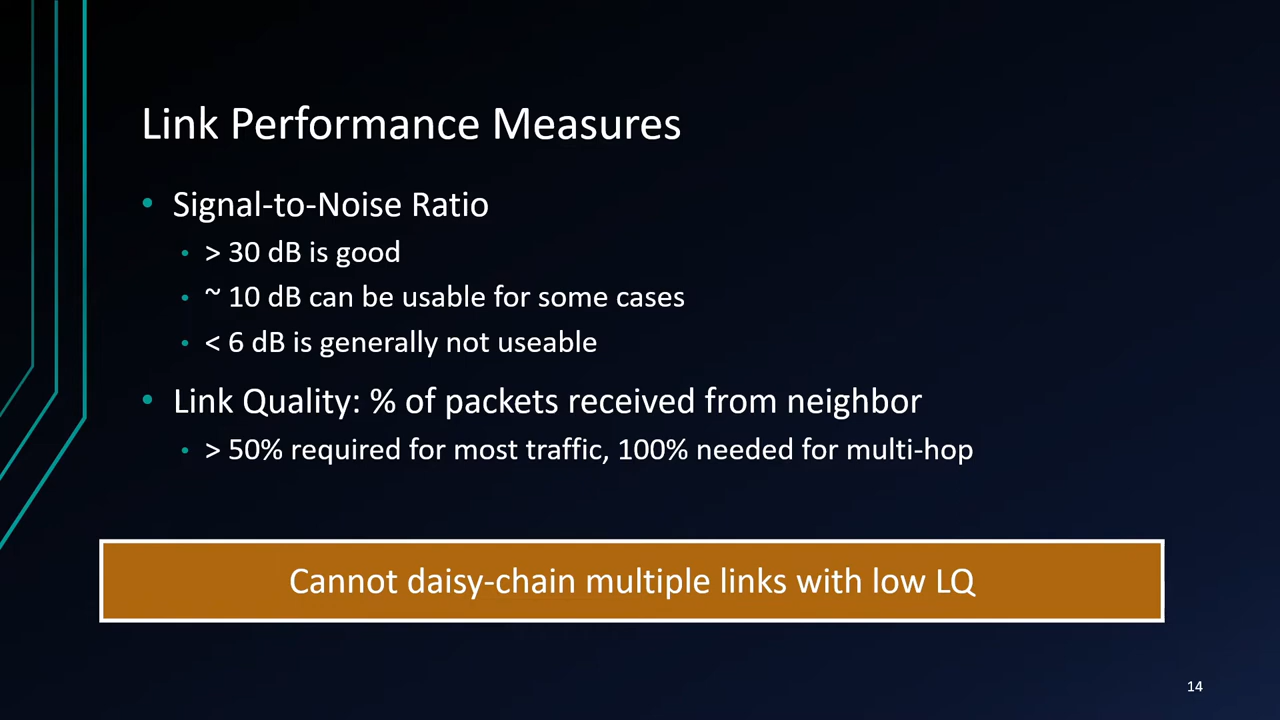 Link Performance Measures
• Signal-to-Noise Ratio
• > 30 dB is good
• ~ 10 dB can be usable for some cases
• < 6 dB is generally not useable
• Link Quality: % of packets received from neighbor
• > 50% required for most traffic, 100% needed for multi-hop
Cannot daisy-chain multiple links with low LQ
14